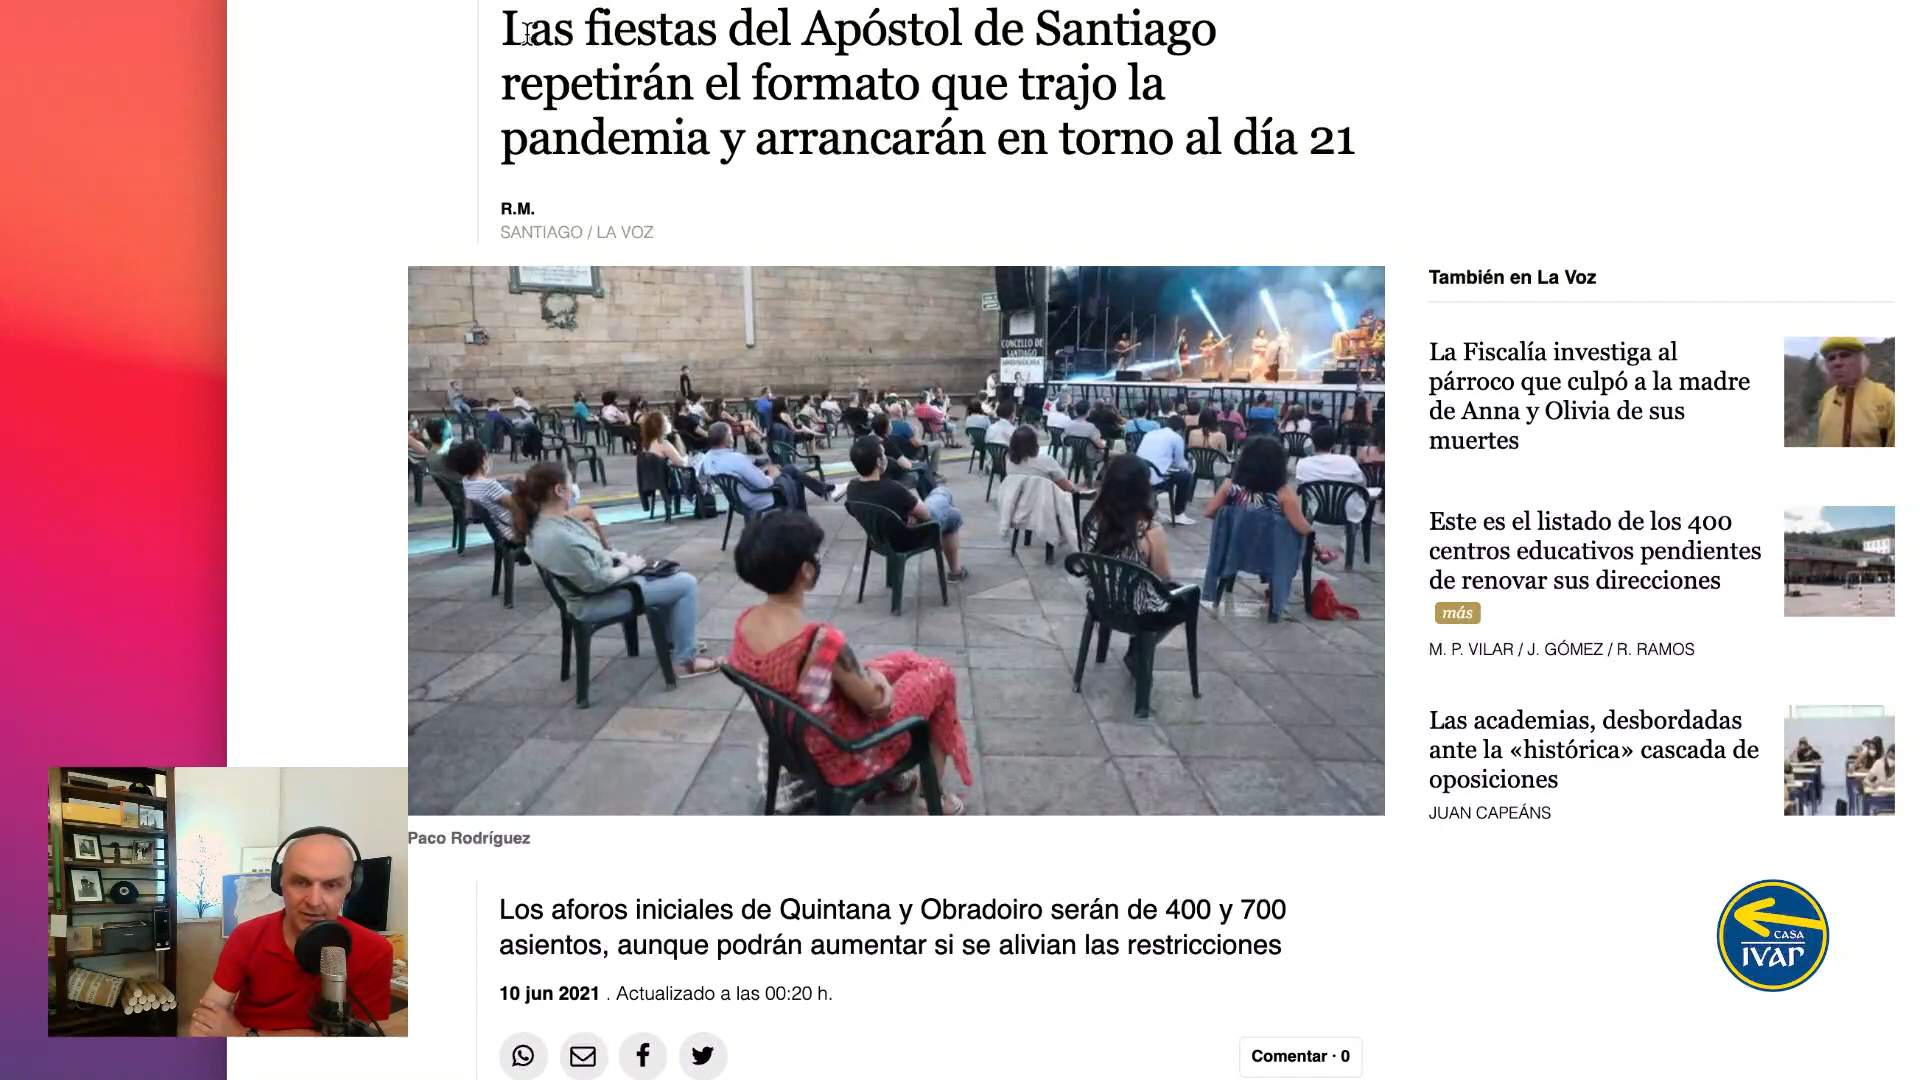 Las fiestas del Apóstol de Santiago
repetirán el formato que trajo la
pandemia y arrancarán en torno al día 21
R.M.
SANTIAGO / LA VOZ
CONCELLO DE
SANTIAGO
Paco Rodríguez
Los aforos iniciales de Quintana y Obradoiro serán de 400 y 700
asientos, aunque podrán aumentar si se alivian las restricciones
10 jun 2021 . Actualizado a las 00:20 h.
Comentar · 0
También en La Voz
La Fiscalía investiga al
párroco que culpó a la madre
de Anna y Olivia de sus
muertes
Este es el listado de los 400
centros educativos pendientes
de renovar sus direcciones
más
M. P. VILAR / J. GÓMEZ / R. RAMOS
Las academias, desbordadas
ante la «histórica» cascada de
oposiciones
JUAN CAPEÁNS
CASA
IVAR